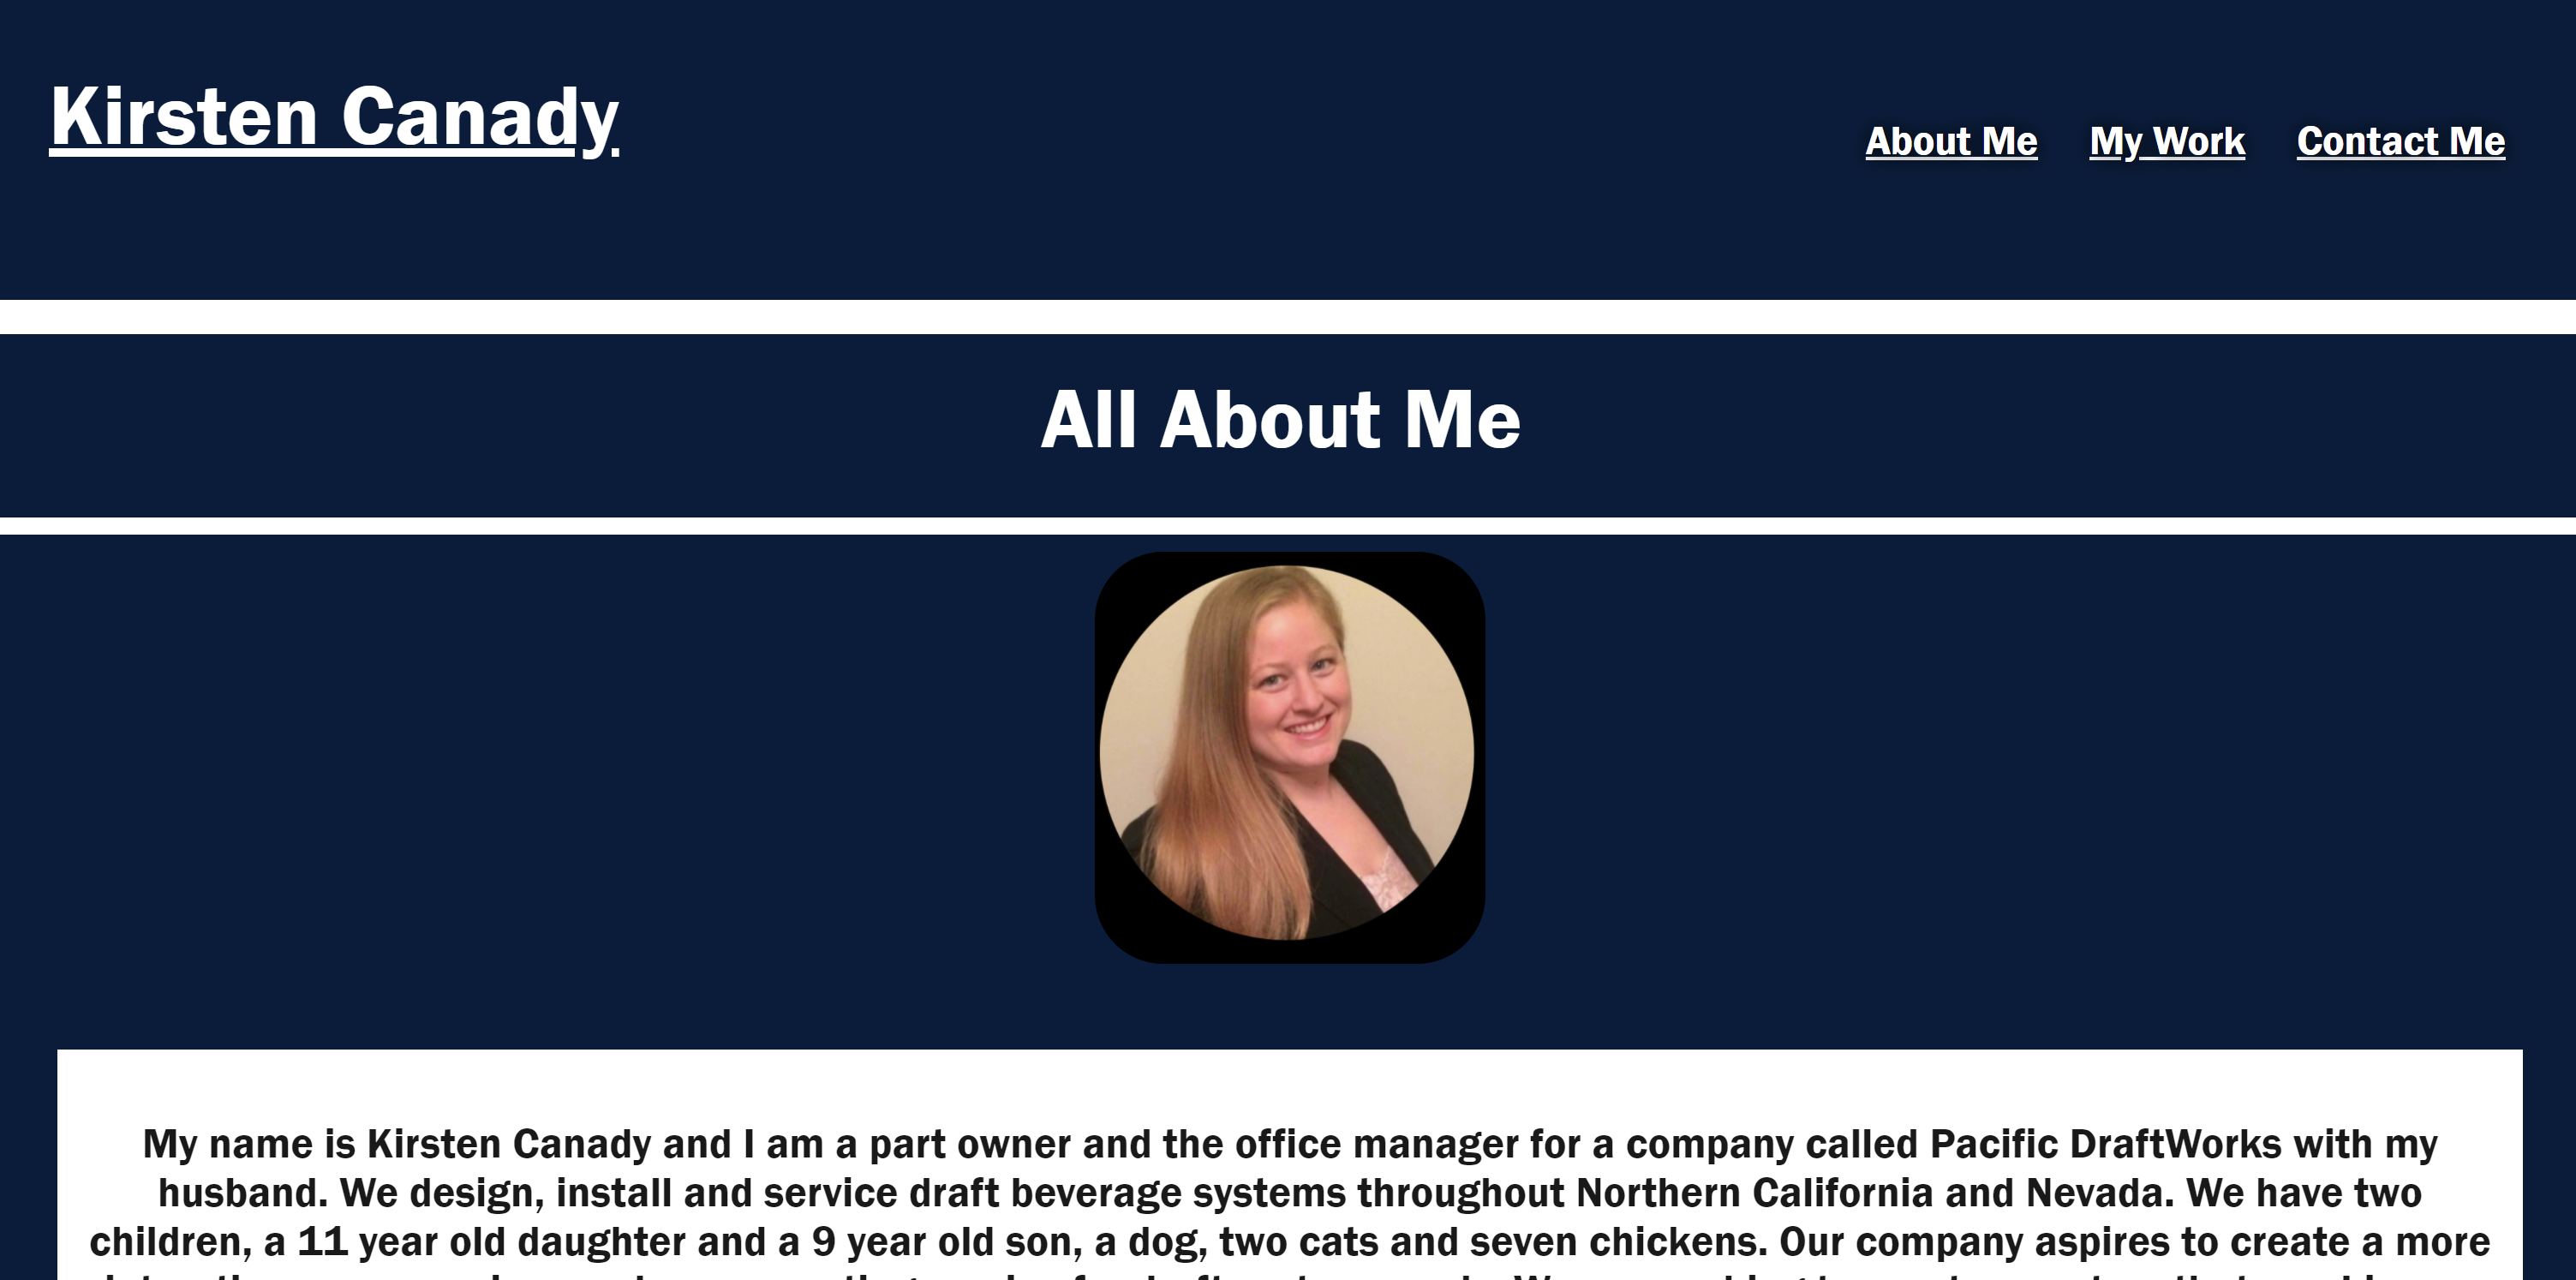 Kirsten Canady
About Me My Work Contact Me
All About Me
My name is Kirsten Canady and I am a part owner and the office manager for a company called Pacific DraftWorks with my
husband. We design, install and service draft beverage systems throughout Northern California and Nevada. We have two
children, a 11 year old daughter and a 9 year old son, a dog, two cats and seven chickens. Our company aspires to create a more